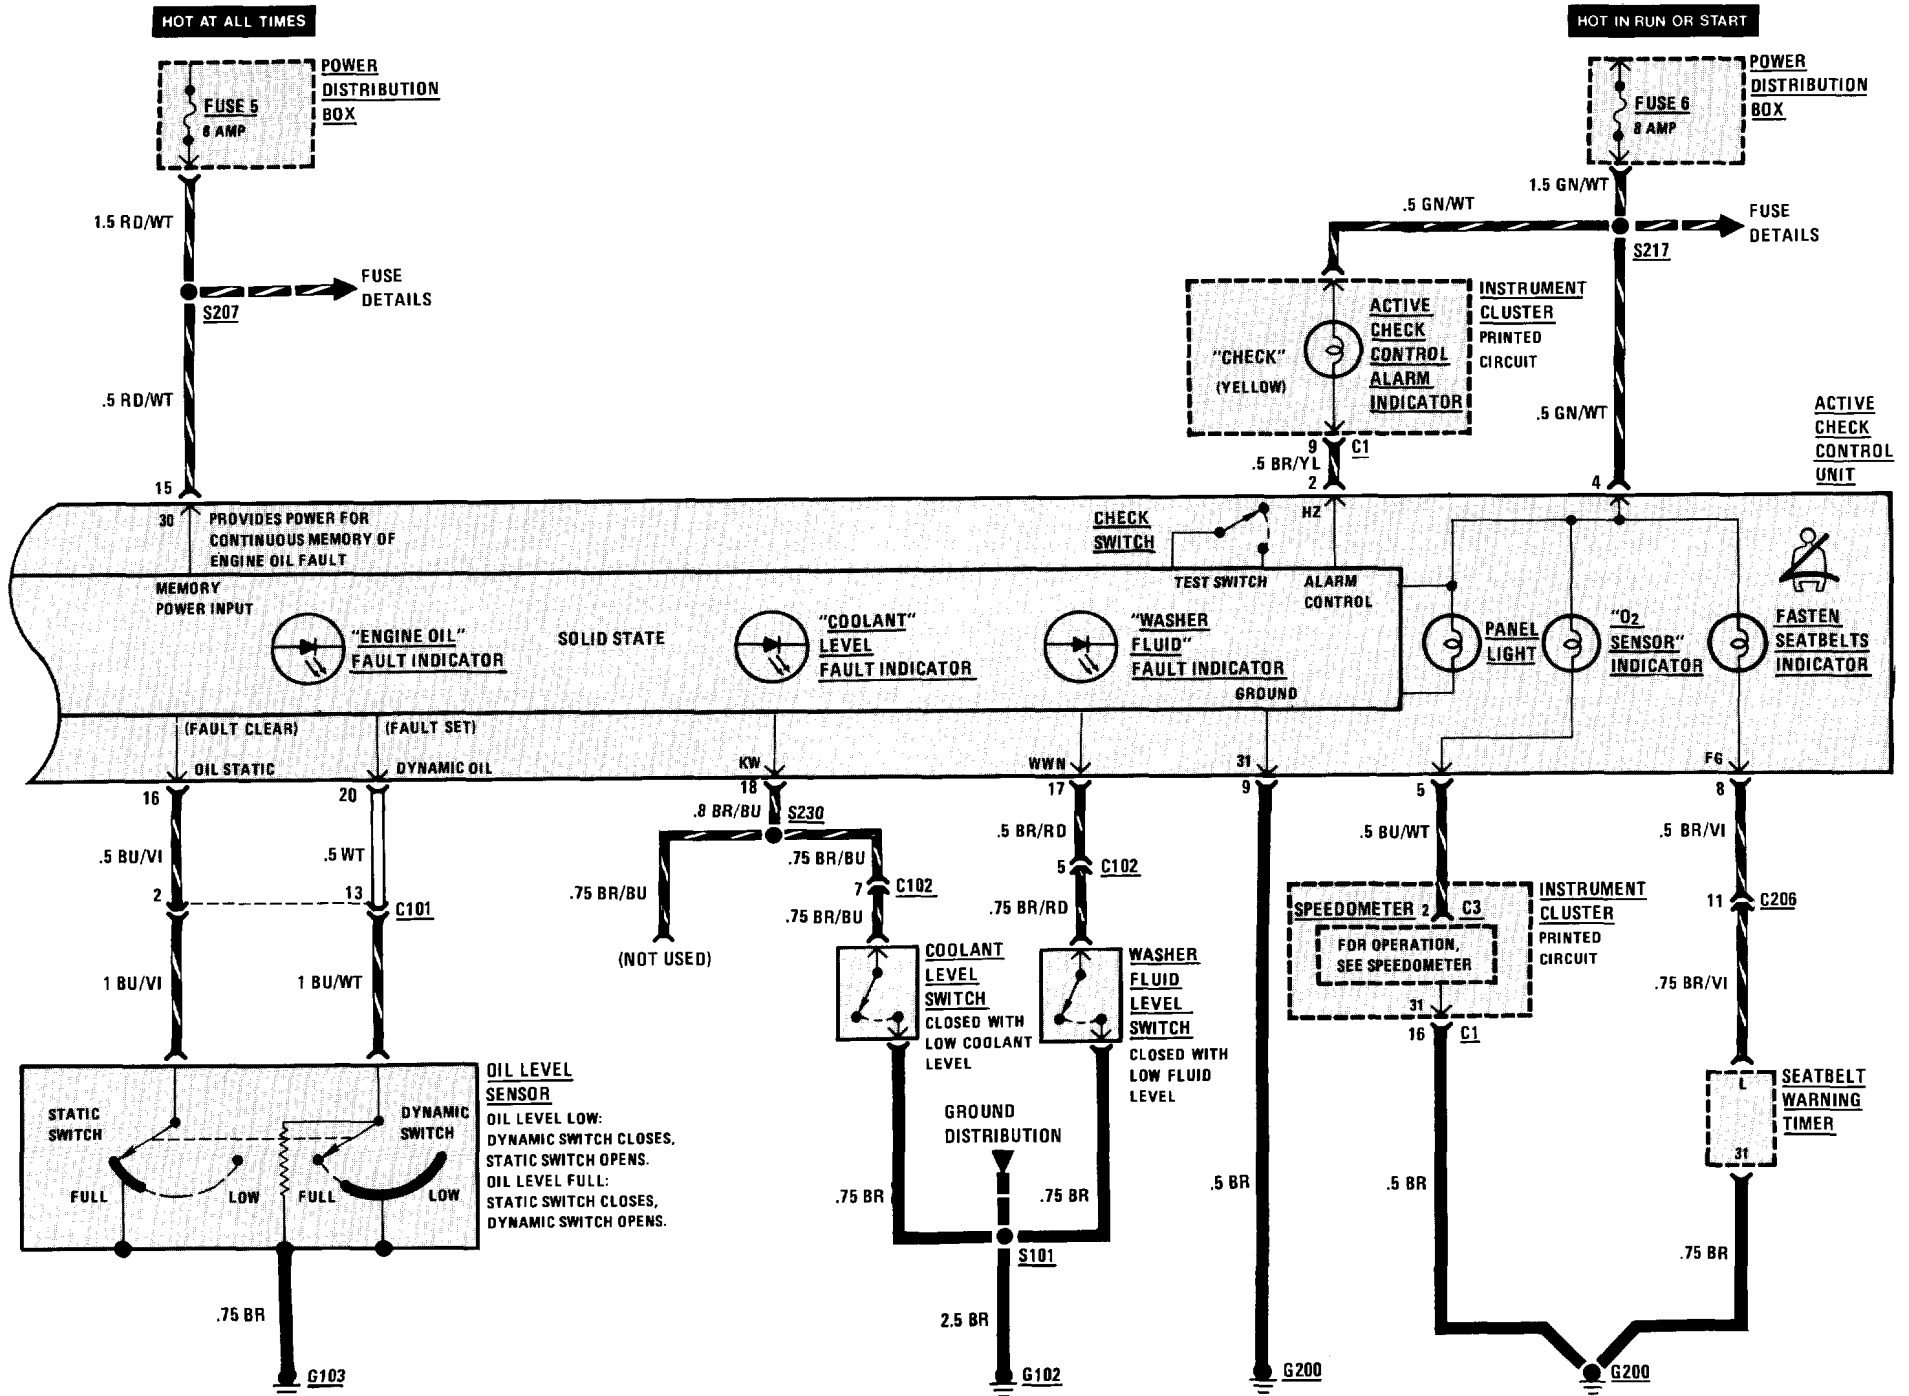 HOT AT ALL TIMES
HOT IN RUN OR START
POWER
DISTRIBUTION
BOX
FUSE 5
8 AMP
POWER
DISTRIBUTION
BOX
FUSE 6
8 AMP
1.5 RD/WT
FUSE
DETAILS
S207
.5 RD/WT
1.5 GN/WT
.5 GN/WT
FUSE
DETAILS
S217
INSTRUMENT
CLUSTER
PRINTED
CIRCUIT
ACTIVE
CHECK
CONTROL
ALARM
INDICATOR
"CHECK"
(YELLOW)
.5 GN/WT
ACTIVE
CHECK
CONTROL
UNIT
9
C1
.5 BR/YL
15
2
4
30
PROVIDES POWER FOR
CONTINUOUS MEMORY OF
ENGINE OIL FAULT
CHECK
SWITCH
HZ
MEMORY
POWER INPUT
TEST SWITCH
ALARM
CONTROL
"ENGINE OIL"
FAULT INDICATOR
SOLID STATE
"COOLANT"
LEVEL
FAULT INDICATOR
"WASHER
FLUID"
FAULT INDICATOR
GROUND
PANEL
LIGHT
"O2
SENSOR"
INDICATOR
FASTEN
SEATBELTS
INDICATOR
(FAULT CLEAR)
(FAULT SET)
OIL STATIC
DYNAMIC OIL
KW
WWN
31
FG
16
20
18
17
9
5
8
.8 BR/BU
S230
.5 BU/VI
.5 WT
.75 BR/BU
.75 BR/BU
7
C102
.75 BR/BU
.5 BR/RD
5
C102
.75 BR/RD
.5 BU/WT
.5 BR/VI
2
13
C101
(NOT USED)
1 BU/VI
1 BU/WT
COOLANT
LEVEL
SWITCH
CLOSED WITH
LOW COOLANT
LEVEL
WASHER
FLUID
LEVEL
SWITCH
CLOSED WITH
LOW FLUID
LEVEL
SPEEDOMETER
2
C3
FOR OPERATION,
SEE SPEEDOMETER
31
16
C1
INSTRUMENT
CLUSTER
PRINTED
CIRCUIT
11
C206
.75 BR/VI
L
31
SEATBELT
WARNING
TIMER
STATIC
SWITCH
FULL
LOW
FULL
LOW
DYNAMIC
SWITCH
OIL LEVEL
SENSOR
OIL LEVEL LOW:
DYNAMIC SWITCH CLOSES,
STATIC SWITCH OPENS.
OIL LEVEL FULL:
STATIC SWITCH CLOSES,
DYNAMIC SWITCH OPENS.
GROUND
DISTRIBUTION
.75 BR
.75 BR
S101
.5 BR
.5 BR
.75 BR
.75 BR
2.5 BR
G103
G102
G200
G200